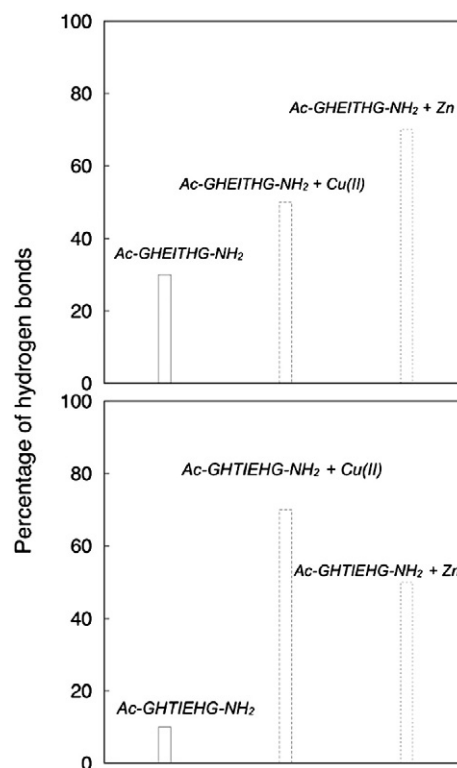 100
80
60
40
20
0
Ac-GHEITHG-NH₂ + Zn
Ac-GHEITHG-NH₂ + Cu(II)
Ac-GHEITHG-NH₂
Percentage of hydrogen bonds
100
80
60
40
20
0
Ac-GHTIEHG-NH₂ + Cu(II)
Ac-GHTIEHG-NH₂ + Zn
Ac-GHTIEHG-NH₂